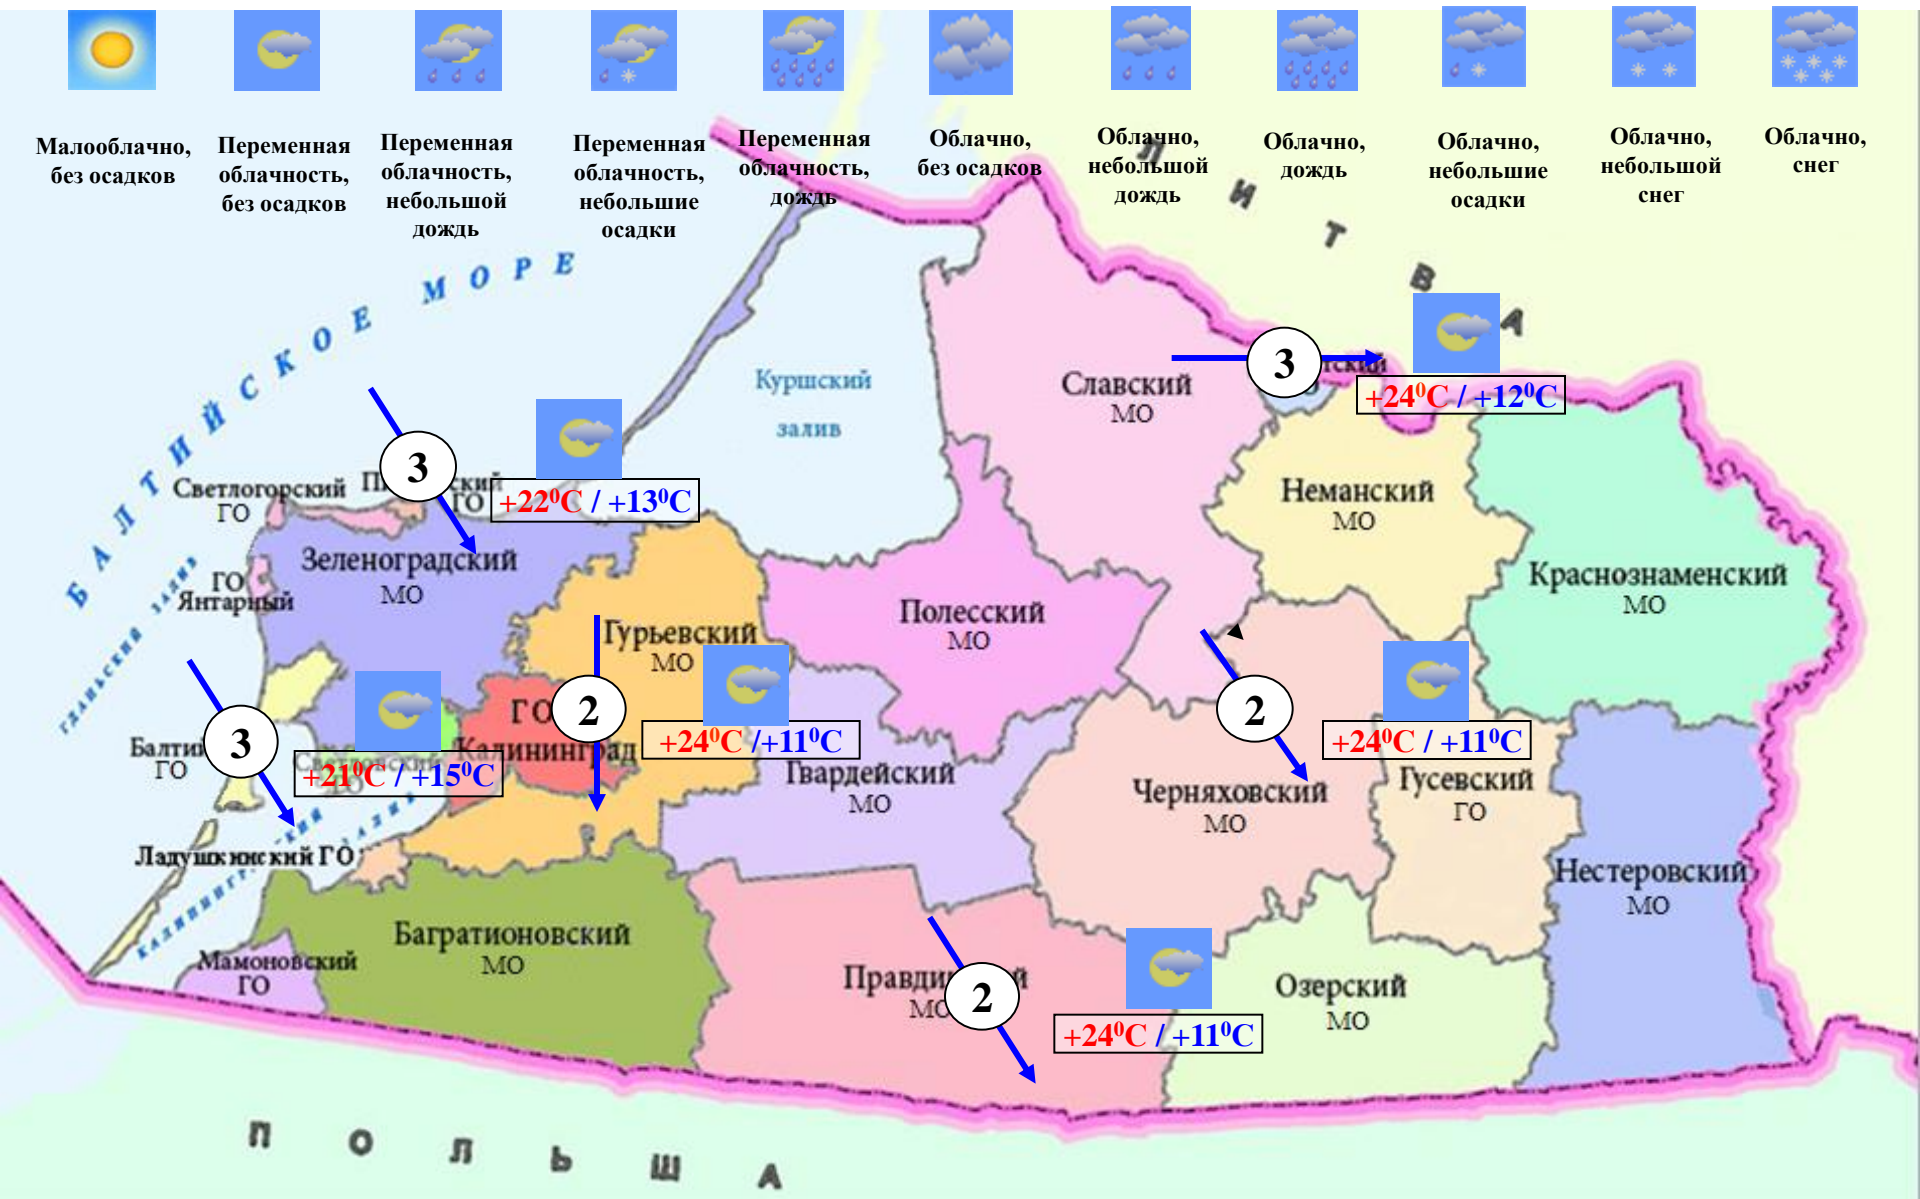 Малооблачно,
без осадков
Переменная
облачность,
без осадков
Переменная
облачность,
небольшой
дождь
Переменная
облачность,
небольшие
осадки
Переменная
облачность,
дождь
Облачно,
без осадков
Облачно,
небольшой
дождь
Облачно,
дождь
Облачно,
небольшие
осадки
Облачно,
небольшой
снег
Облачно,
снег
ЛИТВА
БАЛТИЙСКОЕ МОРЕ
Куршский
залив
Славский
МО
3
+24⁰C / +12⁰C
3
+22⁰C / +13⁰C
Светлогорский
ГО
ГО
Зеленоградский
МО
ГО
Янтарный
Неманский
МО
Краснознаменский
МО
Полесский
МО
Гурьевский
МО
2
+24⁰C /+11⁰C
ГО
Калининград
3
+21⁰C / +15⁰C
ГО
2
+24⁰C / +11⁰C
Гвардейский
МО
Черняховский
МО
Гусевский
ГО
Нестеровский
МО
Ладушкинский ГО
Багратионовский
МО
Мамоновский
ГО
МО
2
+24⁰C / +11⁰C
Озерский
МО
ПОЛЬША